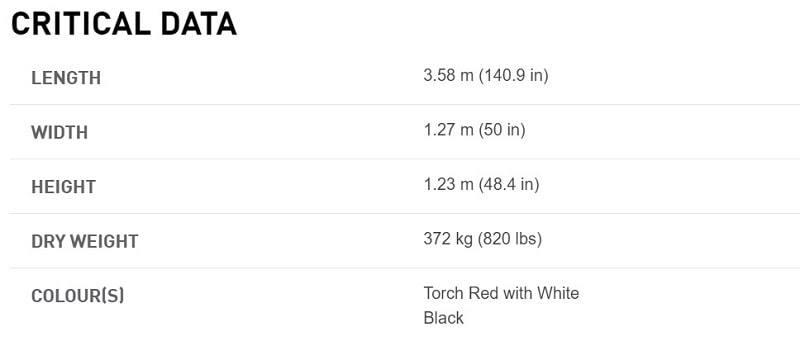 CRITICAL DATA
LENGTH 3.58 m (140.9 in)
WIDTH 1.27 m (50 in)
HEIGHT 1.23 m (48.4 in)
DRY WEIGHT 372 kg (820 lbs)
COLOUR(S) Torch Red with White
Black